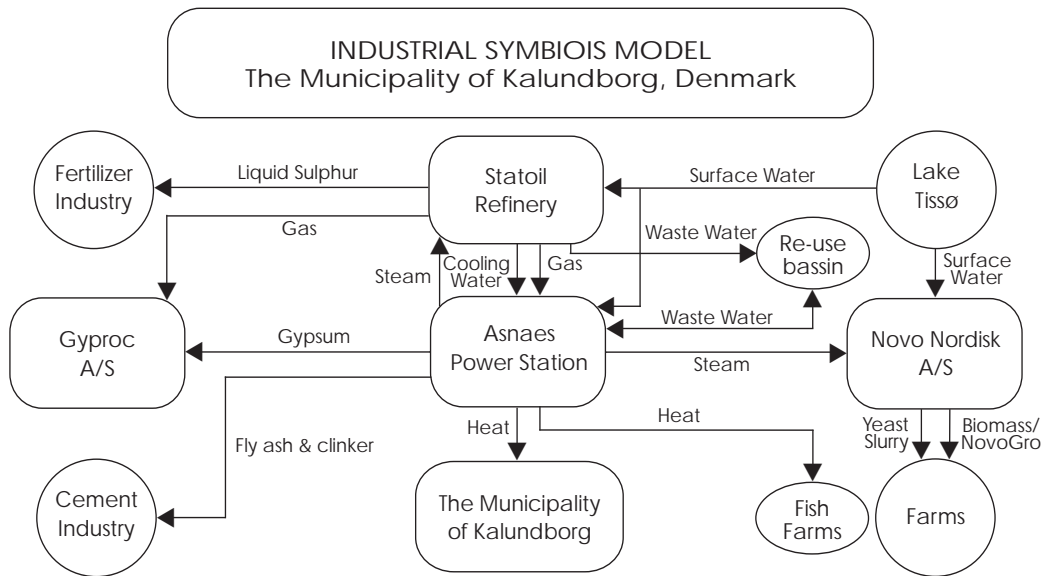 INDUSTRIAL SYMBIOIS MODEL
The Municipality of Kalundborg, Denmark
Fertilizer
Industry
Liquid Sulphur
Statoil
Refinery
Surface Water
Lake
Tissø
Gas
Waste Water
Re-use
bassin
Steam
Cooling
Water
Gas
Surface
Water
Gyproc
A/S
Gypsum
Asnaes
Power Station
Waste Water
Steam
Novo Nordisk
A/S
Fly ash & clinker
Heat
Heat
Yeast
Slurry
Biomass/
NovoGro
Cement
Industry
The Municipality
of Kalundborg
Fish
Farms
Farms